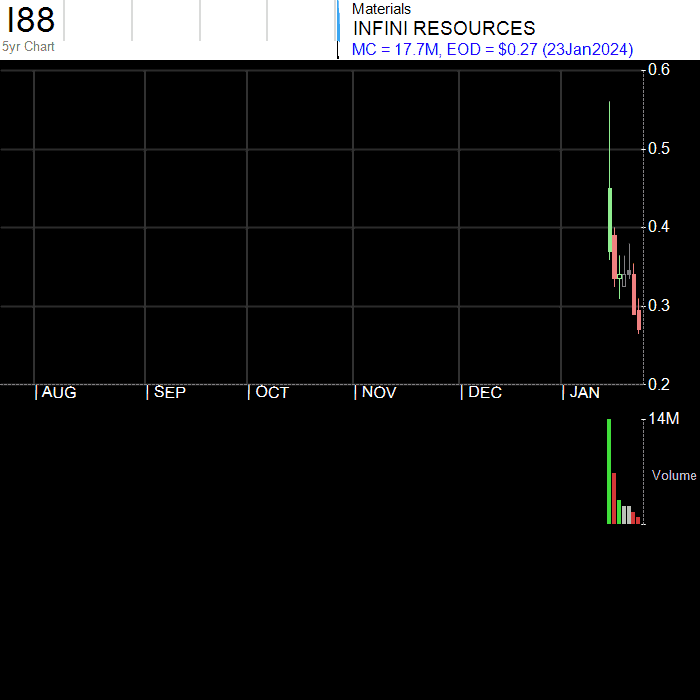 I88
5yr Chart
Materials
INFINI RESOURCES
MC = 17.7M, EOD = $0.27 (23Jan2024)
0.6
0.5
0.4
0.3
0.2
| AUG | SEP | OCT | NOV | DEC | JAN
14M
Volume